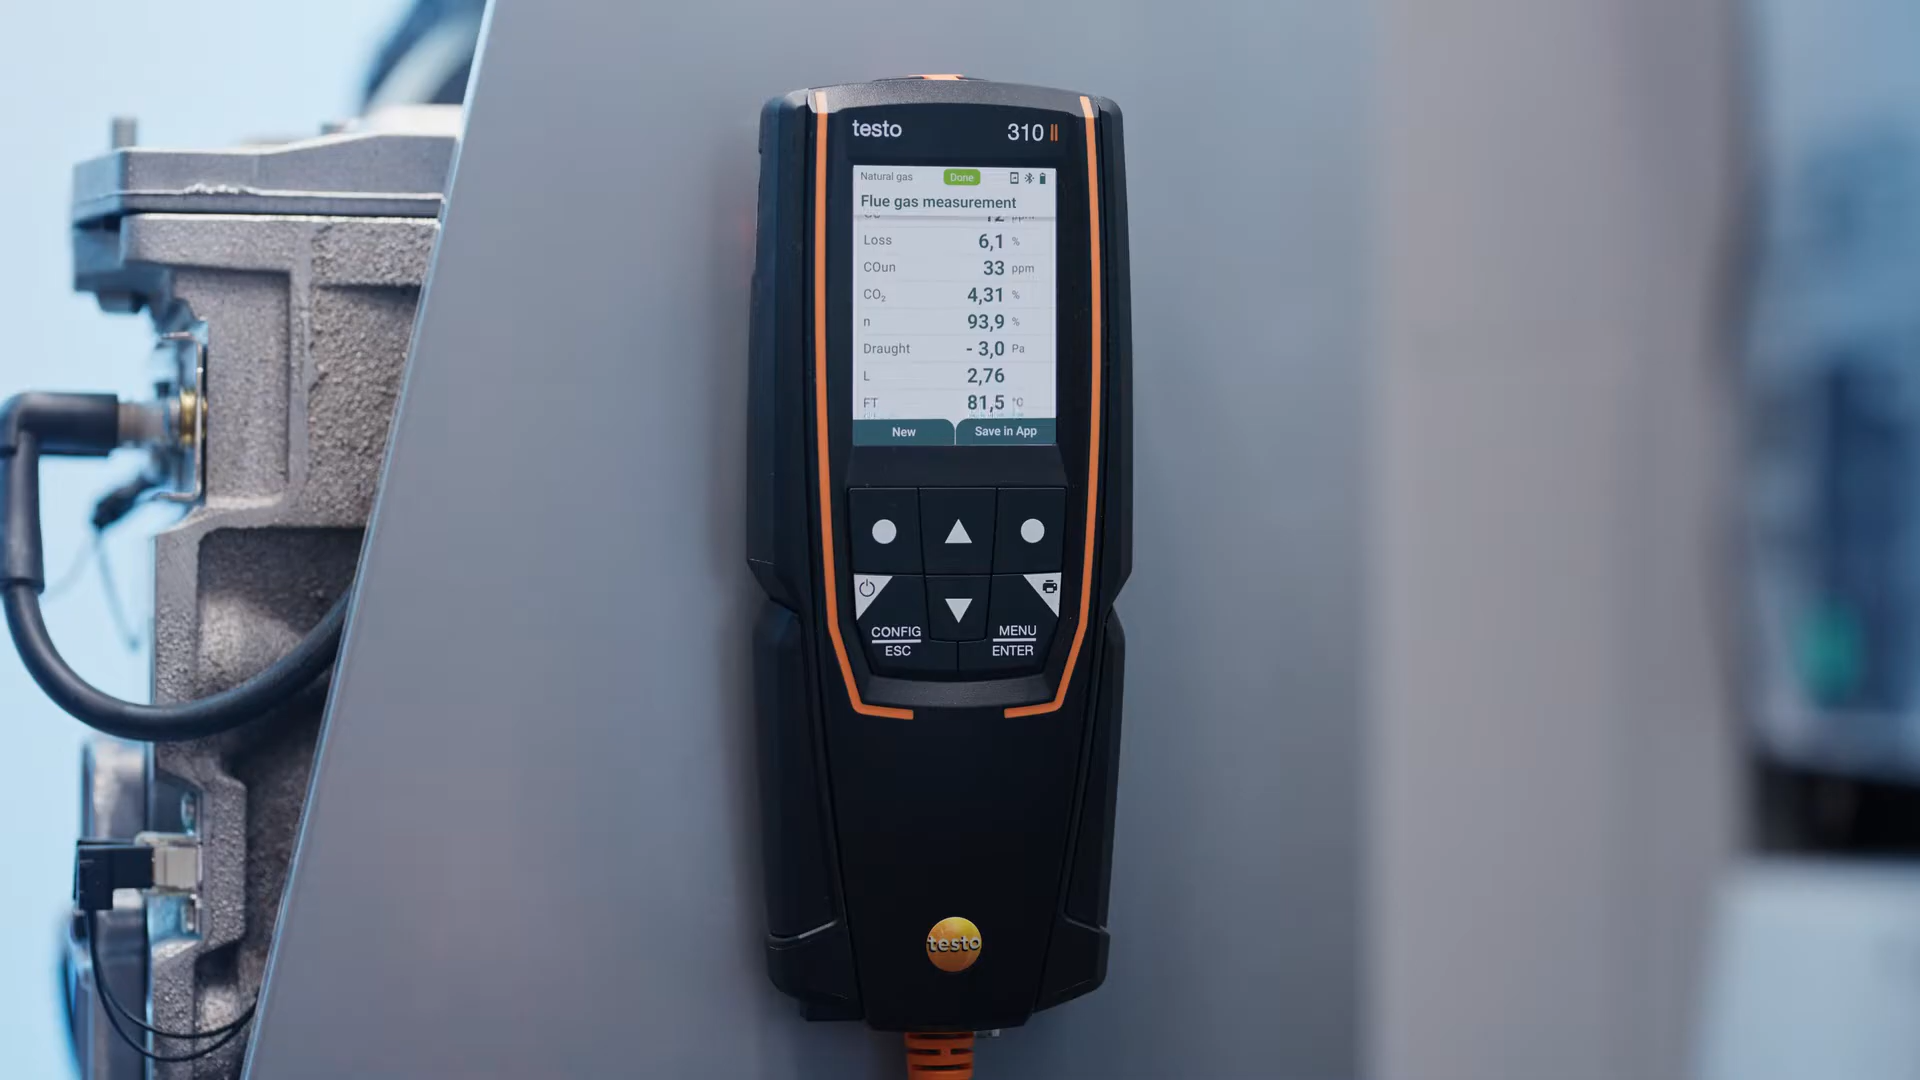 testo 310 II
Natural gas Done
Flue gas measurement
Loss 6,1 %
COun 33 ppm
CO₂ 4,31 %
n 93,9 %
Draught - 3,0 Pa
L 2,76
FT 81,5 °C
New Save in App
CONFIG MENU
ESC ENTER
testo